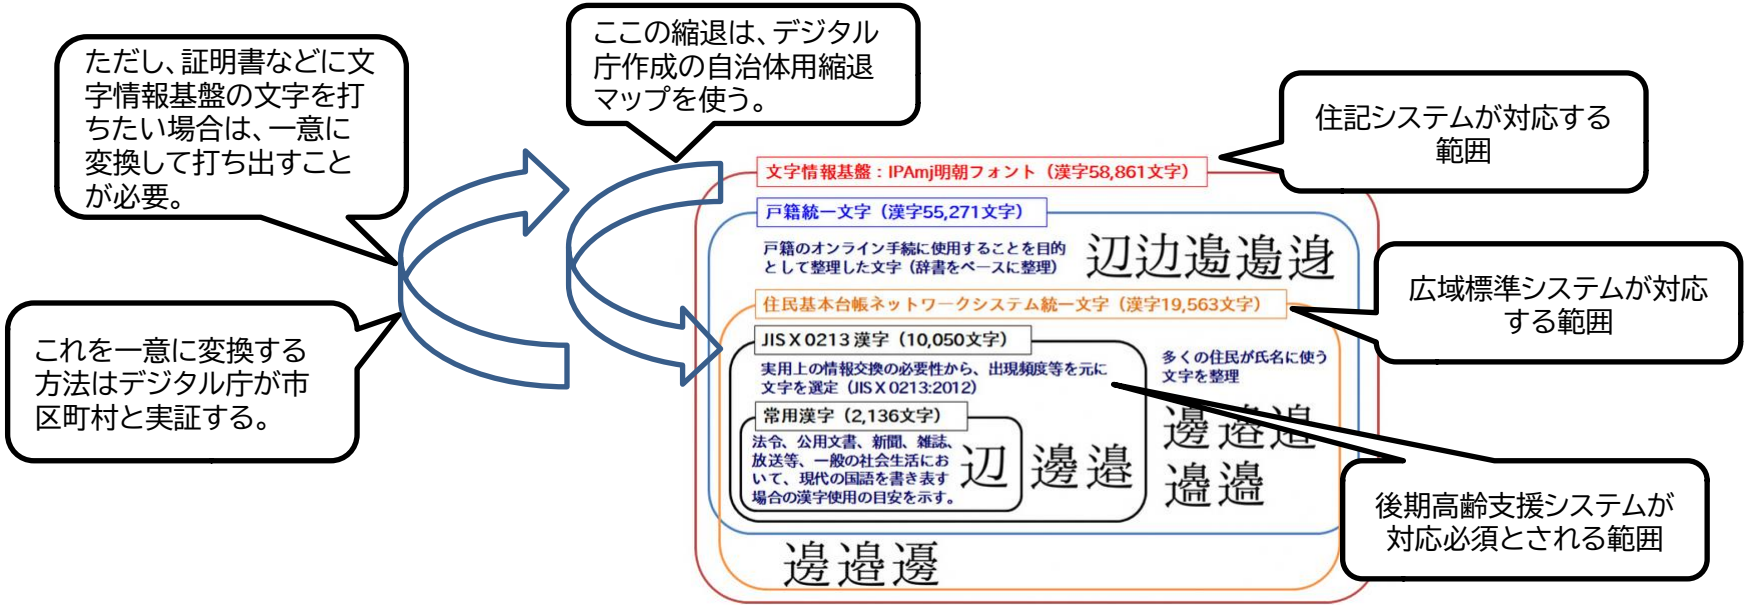 ただし、証明書などに文
字情報基盤の文字を打
ちたい場合は、一意に
変換して打ち出すこと
が必要。
ここの縮退は、デジタル
庁作成の自治体用縮退
マップを使う。
住記システムが対応する
範囲
文字情報基盤：IPAmj明朝フォント（漢字58,861文字）
戸籍統一文字（漢字55,271文字）
戸籍のオンライン手続に使用することを目的
として整理した文字（辞書をベースに整理）
広域標準システムが対応
する範囲
住民基本台帳ネットワークシステム統一文字（漢字19,563文字）
これを一意に変換する
方法はデジタル庁が市
区町村と実証する。
JIS X 0213 漢字（10,050文字）
実用上の情報交換の必要性から、出現頻度等を元に
文字を選定（JIS X 0213:2012）
多くの住民が氏名に使う
文字を整理
常用漢字（2,136文字）
法令、公用文書、新聞、雑誌、
放送等、一般の社会生活にお
いて、現代の国語を書き表す
場合の漢字使用の目安を示す。
辺
邊邉
後期高齢支援システムが
対応必須とされる範囲